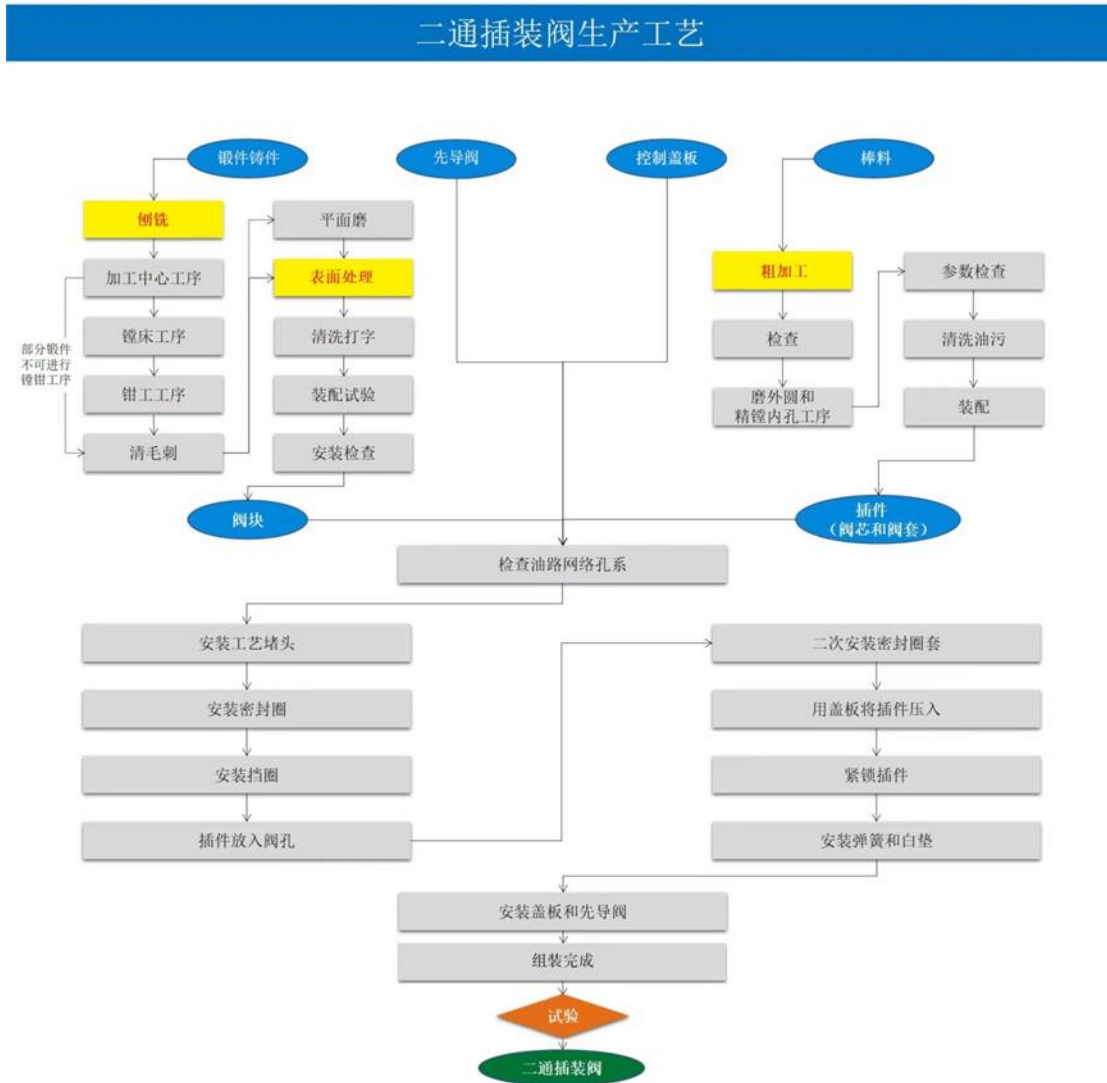 二通插装阀生产工艺
锻件铸件
先导阀
控制盖板
棒料
刨铣
加工中心工序
镗床工序
钳工工序
清毛刺
部分锻件
不可进行
镗钳工序
平面磨
表面处理
清洗打字
装配试验
安装检查
粗加工
检查
磨外圆和
精镗内孔工序
参数检查
清洗油污
装配
阀块
插件
（阀芯和阀套）
检查油路网络孔系
安装工艺堵头
安装密封圈
安装挡圈
插件放入阀孔
二次安装密封圈套
用盖板将插件压入
紧锁插件
安装弹簧和白垫
安装盖板和先导阀
组装完成
试验
二通插装阀